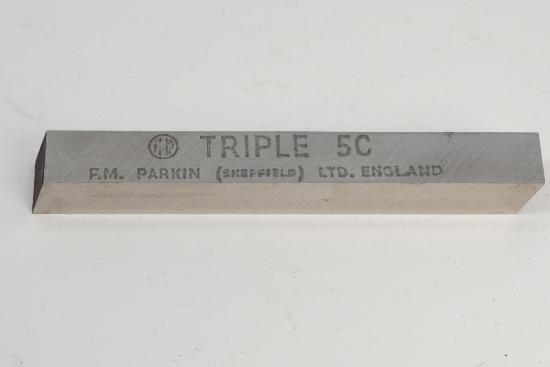 FMP TRIPLE 5C
F.M. PARKIN (SHEFFIELD) LTD. ENGLAND